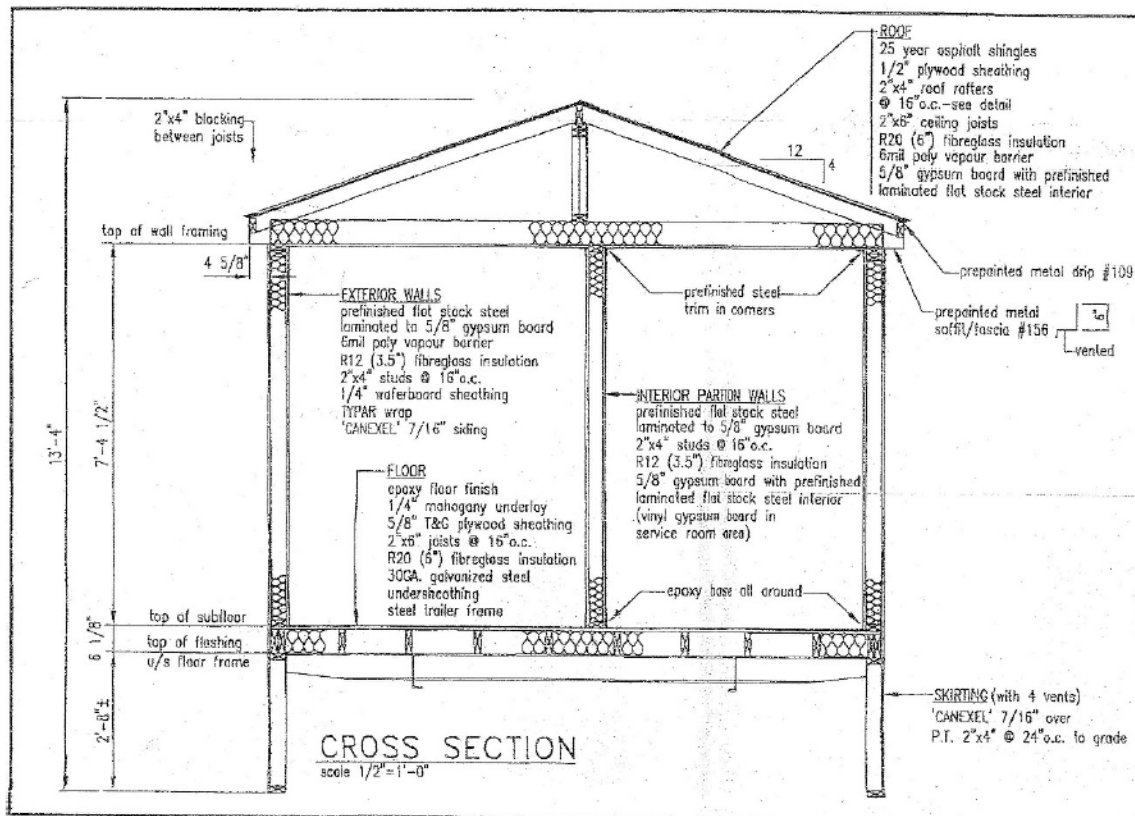 ROOF
25 year asphalt shingles
1/2" plywood sheathing
2"x4" roof rafters
@ 16"o.c.-see detail
2"x6" ceiling joists
R20 (6") fibreglass insulation
6mil poly vapour barrier
5/8" gypsum board with prefinished
laminated flat stock steel interior
2"x4" blocking
between joists
12
4
top of wall framing
4 5/8"
prepainted metal drip #109
prefinished steel
trim in corners
prepainted metal
soffit/fascia #156
vented
EXTERIOR WALLS
prefinished flat stock steel
laminated to 5/8" gypsum board
6mil poly vapour barrier
R12 (3.5") fibreglass insulation
2"x4" studs @ 16"o.c.
1/4" waferboard sheathing
TYPAR wrap
'CANEXEL' 7/16" siding
INTERIOR PARTION WALLS
prefinished flat stock steel
laminated to 5/8" gypsum board
2"x4" studs @ 16"o.c.
R12 (3.5") fibreglass insulation
5/8" gypsum board with prefinished
laminated flat stock steel interior
(vinyl gypsum board in
service room area)
13'-4"
7'-4 1/2"
FLOOR
epoxy floor finish
1/4" mahogany underlay
5/8" T&G plywood sheathing
2"x6" joists @ 16"o.c.
R20 (6") fibreglass insulation
30GA. galvanized steel
undersheathing
steel trailer frame
epoxy base all around
top of subfloor
6 1/8"
top of flashing
u/s floor frame
2'-8"±
SKIRTING (with 4 vents)
'CANEXEL' 7/16" over
P.T. 2"x4" @ 24"o.c. to grade
CROSS SECTION
scale 1/2"=1'-0"